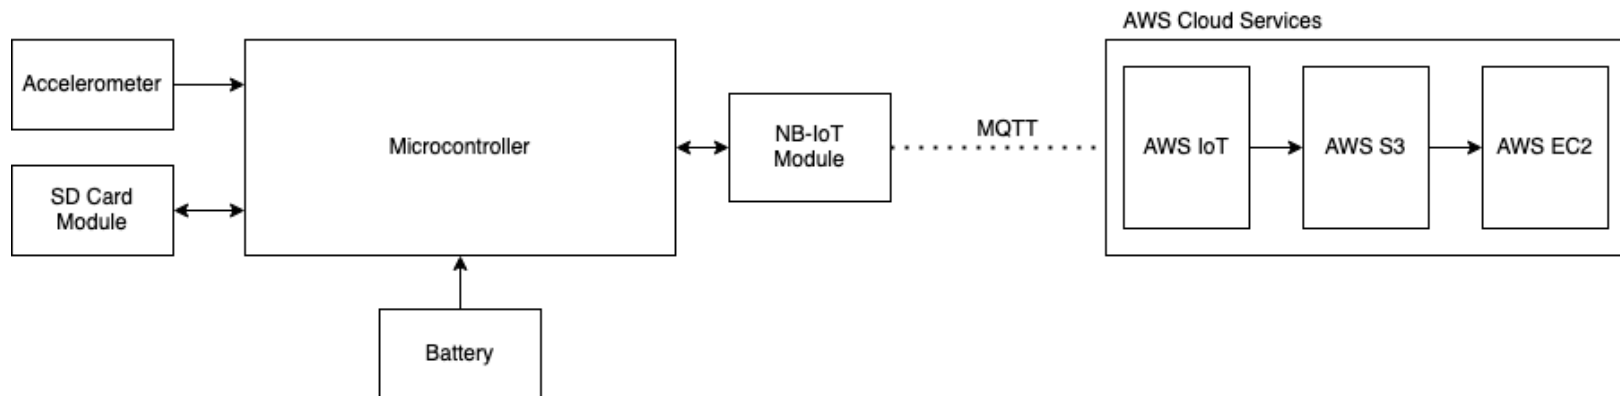 AWS Cloud Services
Accelerometer
SD Card
Module
Microcontroller
Battery
NB-IoT
Module
MQTT
AWS IoT
AWS S3
AWS EC2